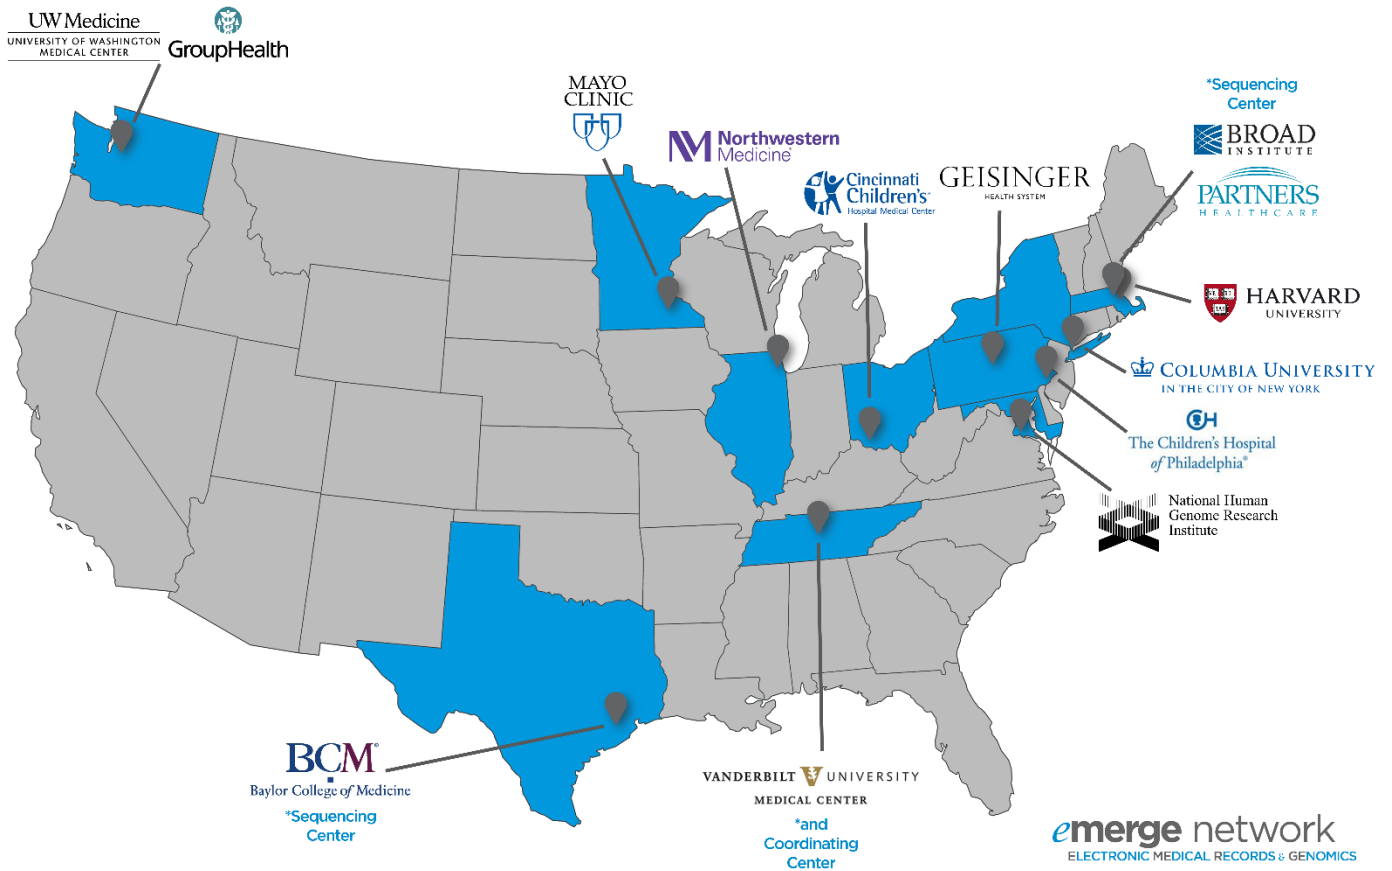 UW Medicine
UNIVERSITY OF WASHINGTON
MEDICAL CENTER
GroupHealth
MAYO
CLINIC
Northwestern
Medicine®
Cincinnati
Children's™
Hospital Medical Center
GEISINGER
HEALTH SYSTEM
*Sequencing
Center
BROAD
INSTITUTE
PARTNERS
HEALTHCARE
HARVARD
UNIVERSITY
COLUMBIA UNIVERSITY
IN THE CITY OF NEW YORK
CH
The Children's Hospital
of Philadelphia®
National Human
Genome Research
Institute
BCM®
Baylor College of Medicine
*Sequencing
Center
VANDERBILT V UNIVERSITY
MEDICAL CENTER
*and
Coordinating
Center
emerge network
ELECTRONIC MEDICAL RECORDS & GENOMICS